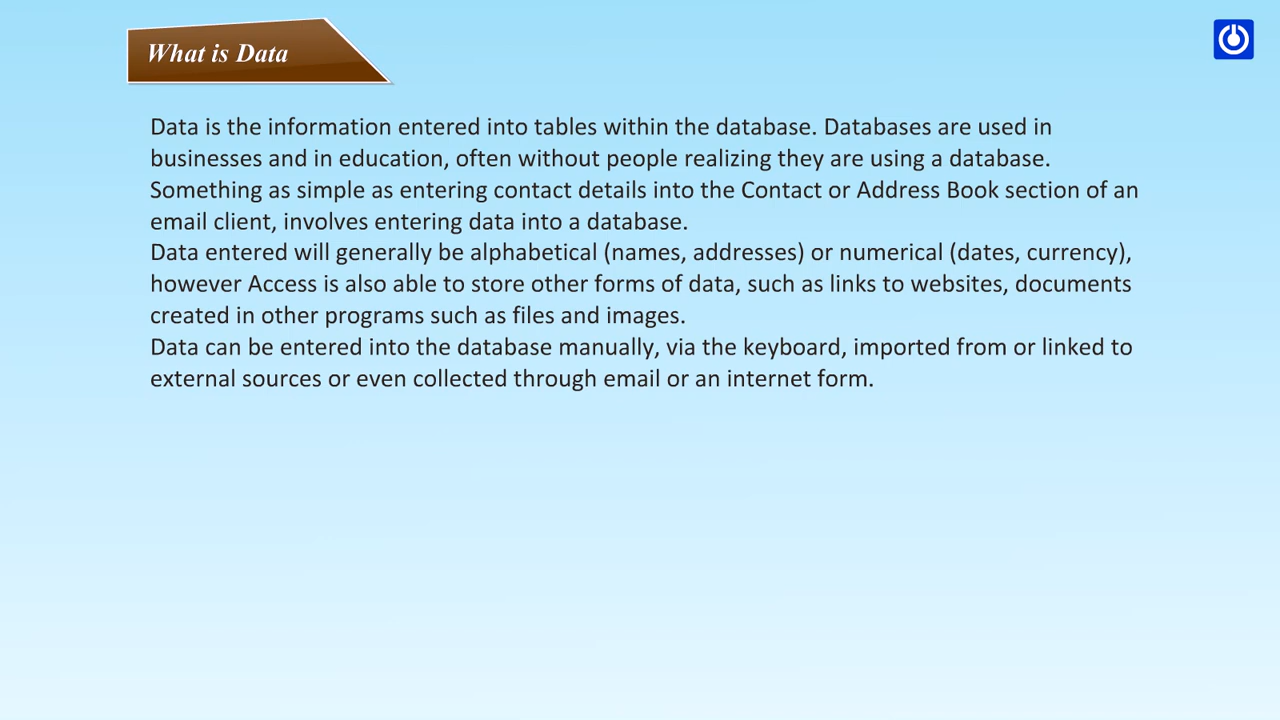 What is Data
Data is the information entered into tables within the database. Databases are used in
businesses and in education, often without people realizing they are using a database.
Something as simple as entering contact details into the Contact or Address Book section of an
email client, involves entering data into a database.
Data entered will generally be alphabetical (names, addresses) or numerical (dates, currency),
however Access is also able to store other forms of data, such as links to websites, documents
created in other programs such as files and images.
Data can be entered into the database manually, via the keyboard, imported from or linked to
external sources or even collected through email or an internet form.